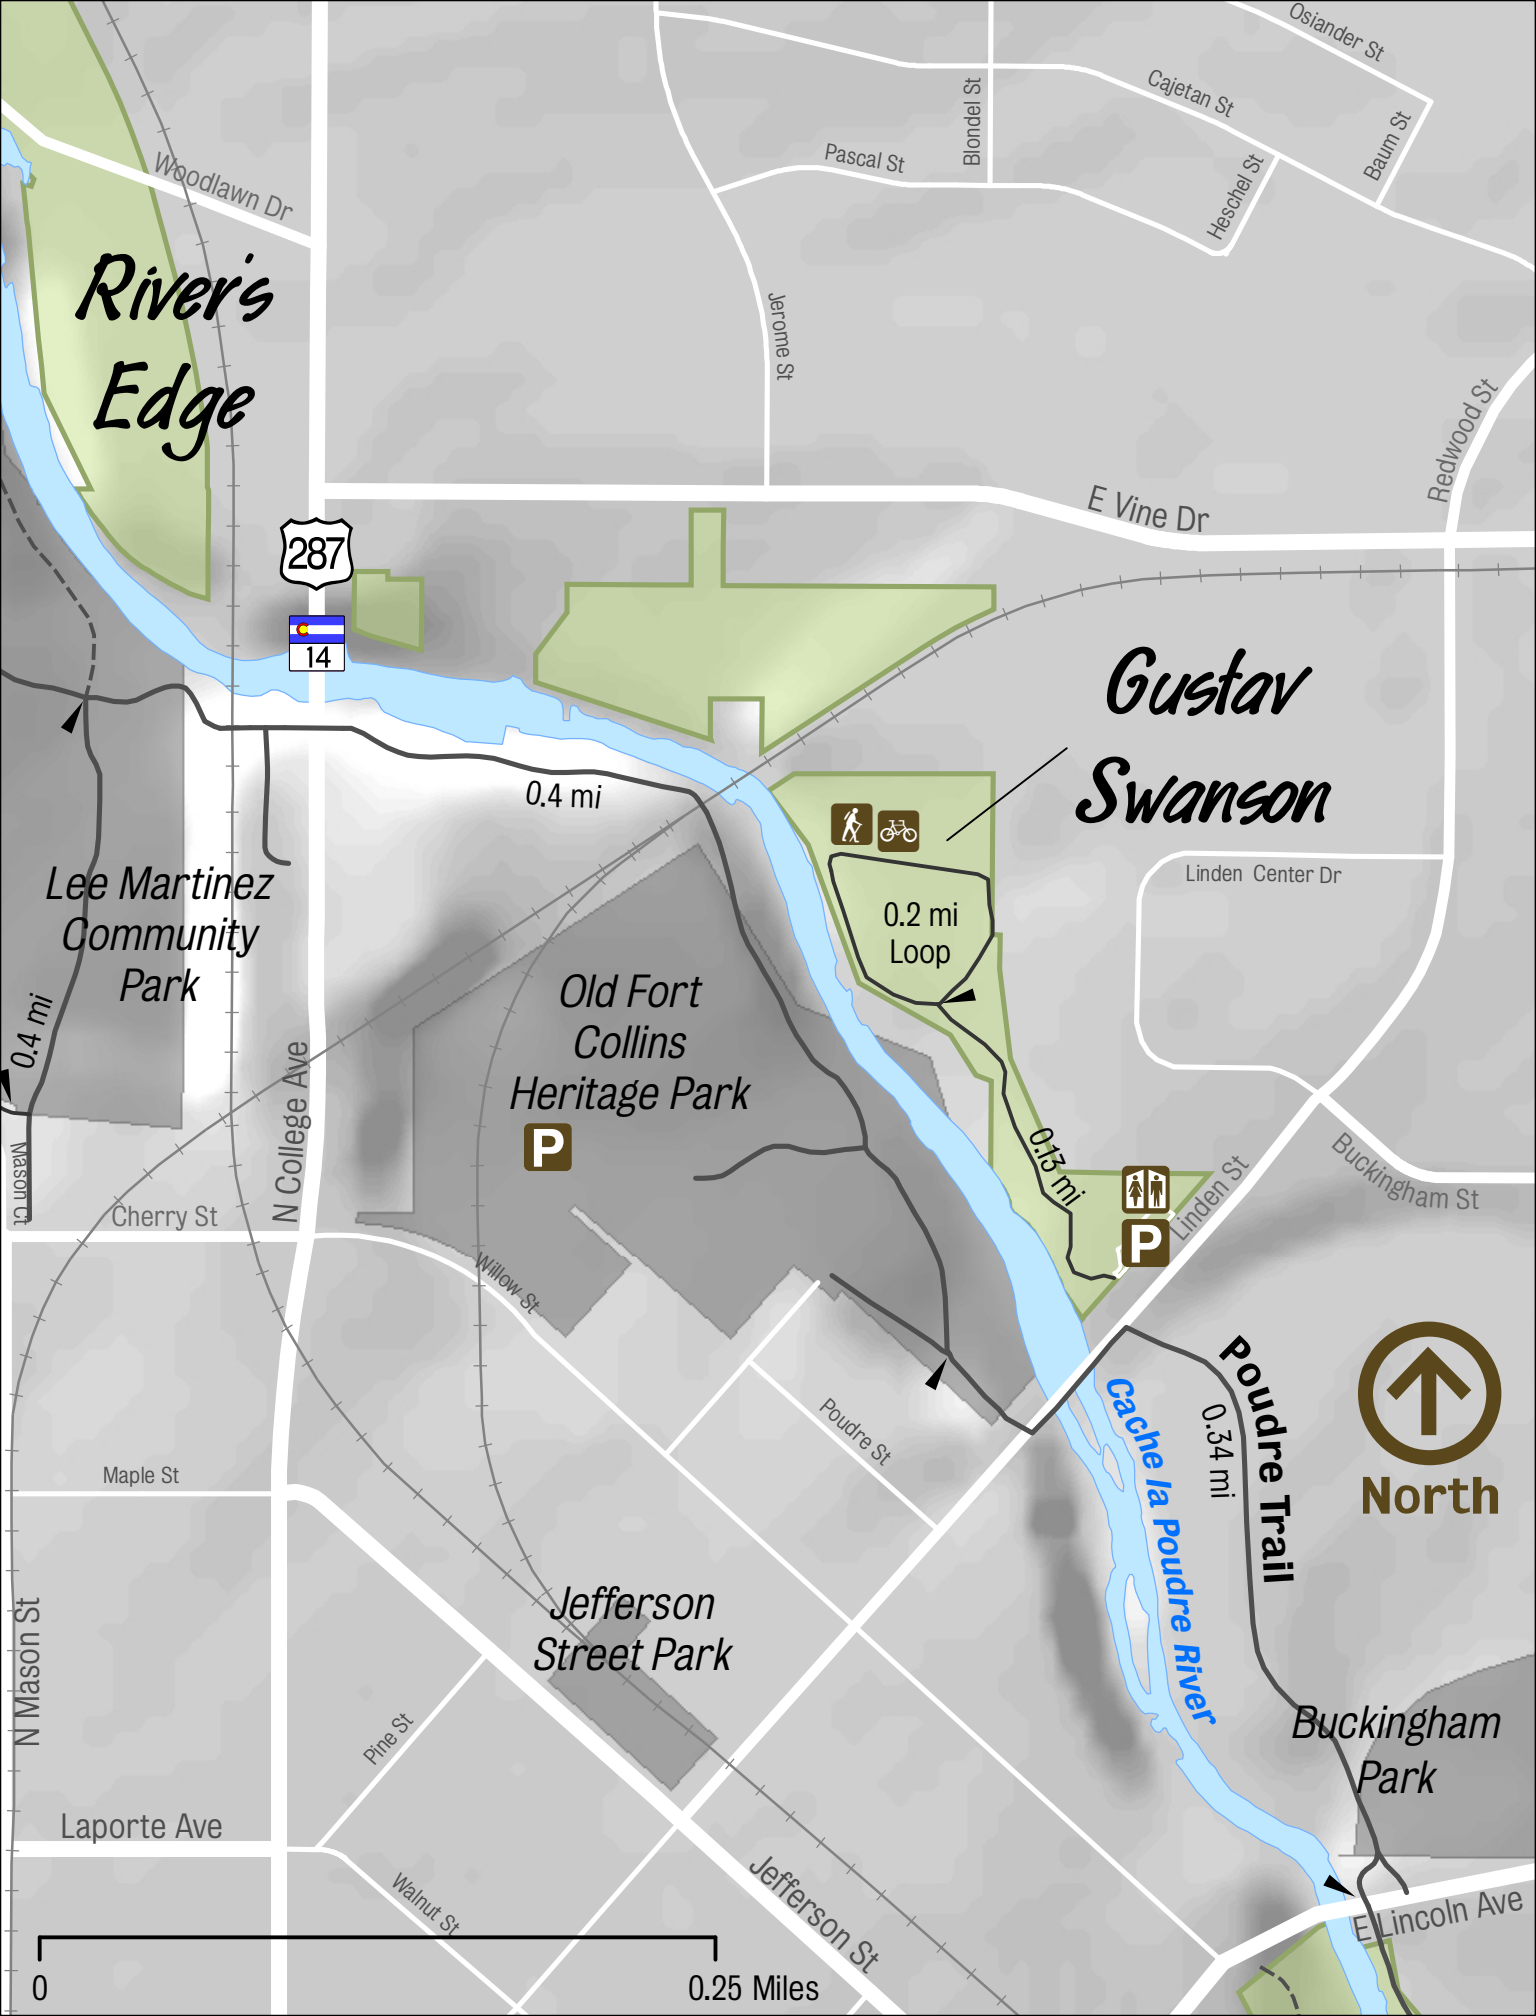 Osiander St
Cajetan St
Blondel St
Baum St
Pascal St
Heschel St
Woodlawn Dr
River's
Edge
Jerome St
Redwood St
E Vine Dr
287
14
Gustav
Swanson
0.4 mi
Linden Center Dr
Lee Martinez
Community
Park
0.2 mi
Loop
Old Fort
Collins
Heritage Park
P
0.4 mi
N College Ave
0.13 mi
Mason Ct
Cherry St
Linden St
P
Buckingham St
Willow St
Poudre Trail
0.34 mi
Cache la Poudre River
North
Poudre St
Maple St
Jefferson
Street Park
N Mason St
Pine St
Buckingham
Park
Laporte Ave
Walnut St
Jefferson St
E Lincoln Ave
0
0.25 Miles